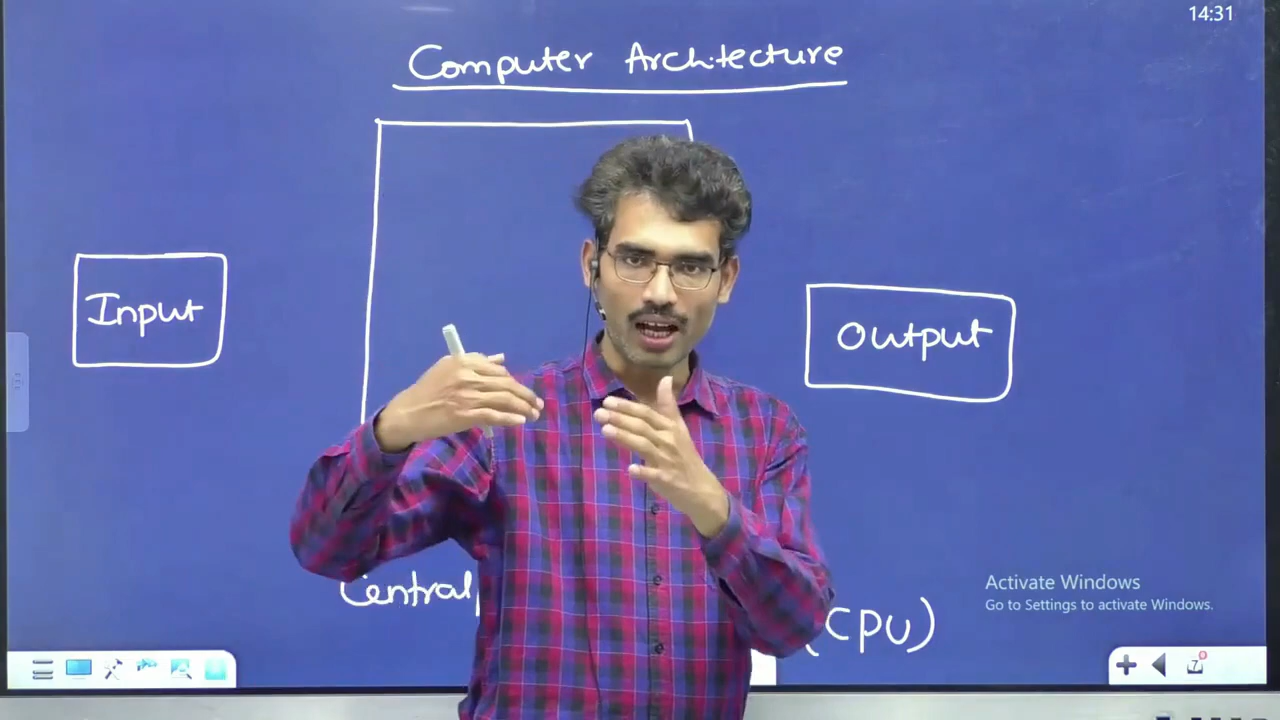 14:31
Computer Architecture
Input
Output
Central
(CPU)
Activate Windows
Go to Settings to activate Windows.